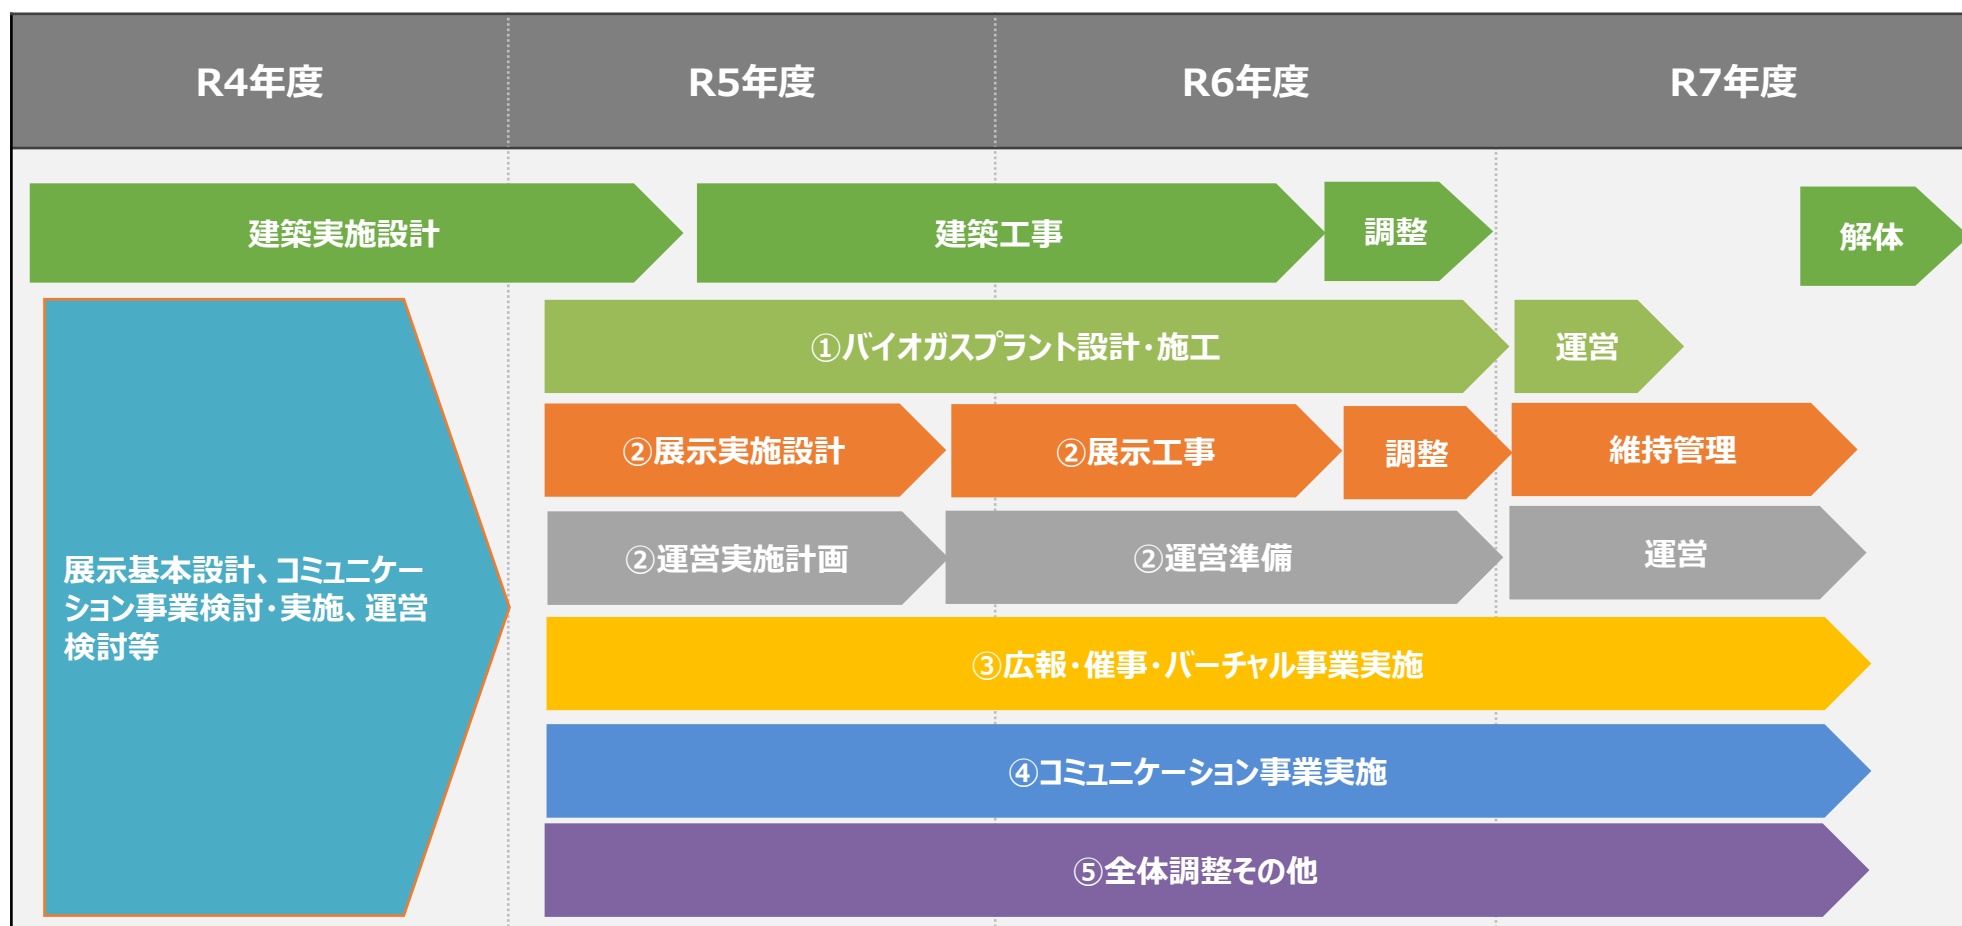 R4年度
R5年度
R6年度
R7年度
建築実施設計
建築工事
調整
解体
①バイオガスプラント設計・施工
運営
②展示実施設計
②展示工事
調整
維持管理
展示基本設計、コミュニケー
ション事業検討・実施、運営
検討等
②運営実施計画
②運営準備
運営
③広報・催事・バーチャル事業実施
④コミュニケーション事業実施
⑤全体調整その他